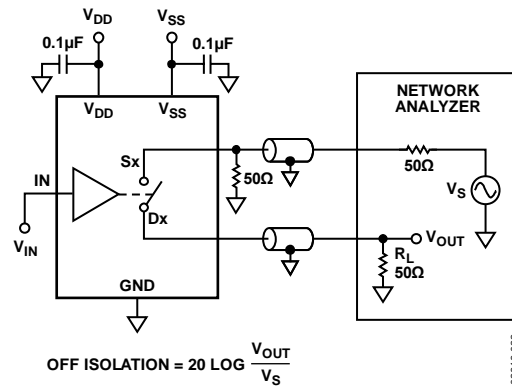 VDD
VSS
0.1µF
0.1µF
VDD
VSS
NETWORK
ANALYZER
Sx
50Ω
50Ω
VS
IN
Dx
VIN
VOUT
RL
50Ω
GND
OFF ISOLATION = 20 LOG VOUT
VS